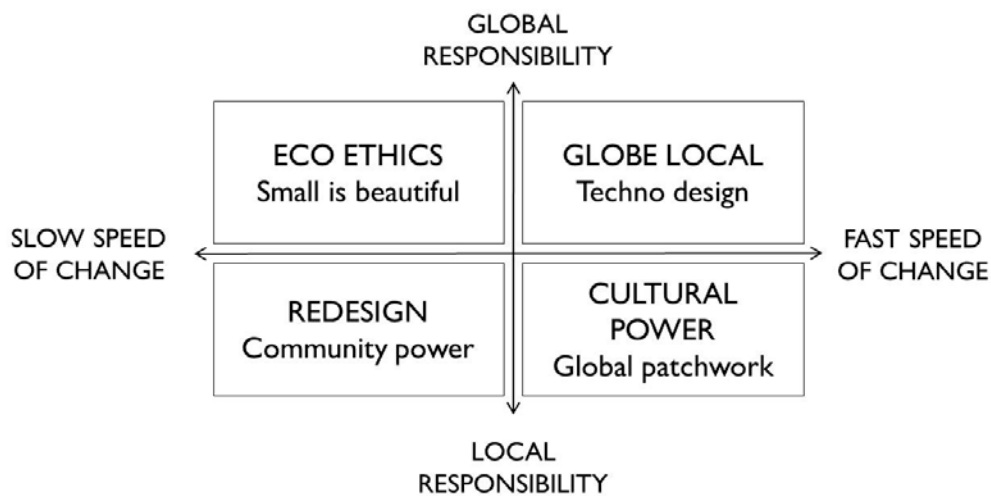 GLOBAL
RESPONSIBILITY
ECO ETHICS
Small is beautiful
GLOBE LOCAL
Techno design
SLOW SPEED
OF CHANGE
FAST SPEED
OF CHANGE
REDESIGN
Community power
CULTURAL
POWER
Global patchwork
LOCAL
RESPONSIBILITY